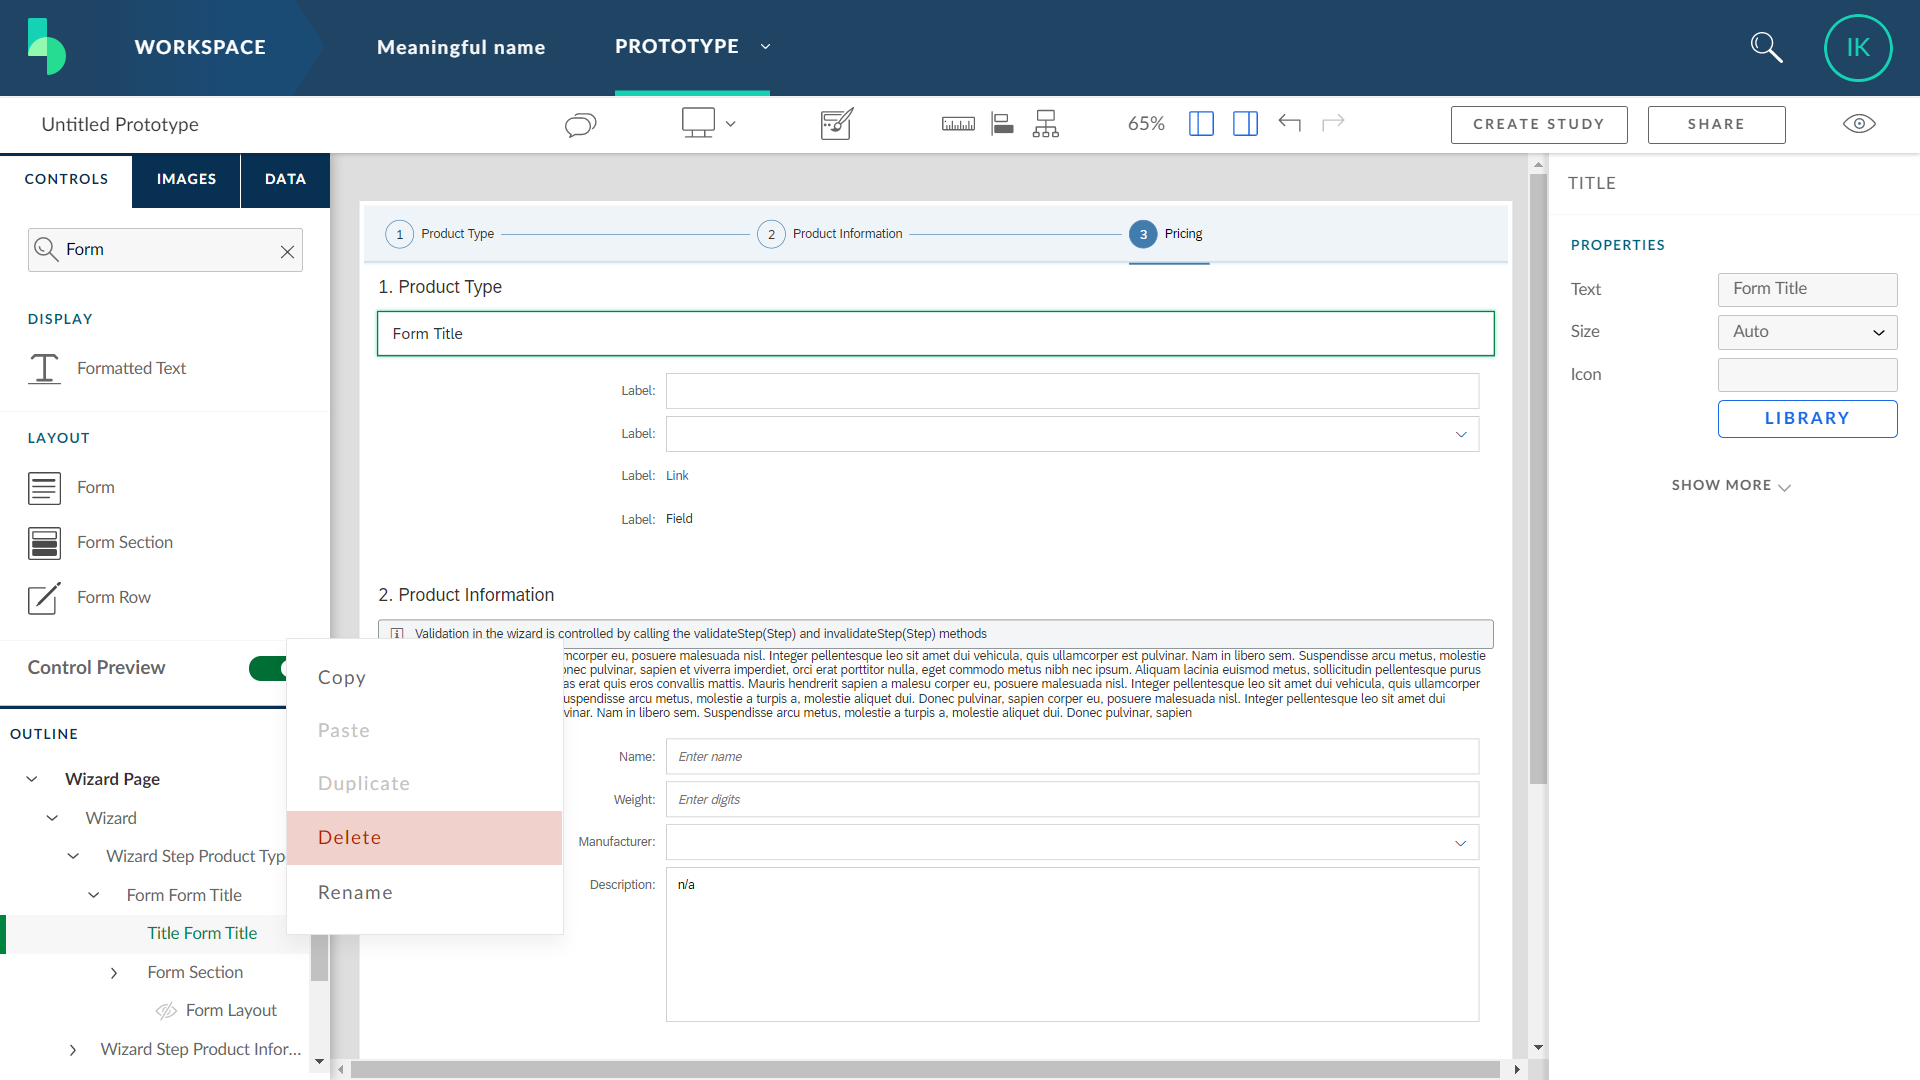 WORKSPACE
Meaningful name
PROTOTYPE
IK
Untitled Prototype
65%
CREATE STUDY
SHARE
CONTROLS
IMAGES
DATA
Form
DISPLAY
Formatted Text
LAYOUT
Form
Form Section
Form Row
Control Preview
OUTLINE
Wizard Page
Wizard
Wizard Step Product Typ
Form Form Title
Title Form Title
Form Section
Form Layout
Wizard Step Product Infor...
Copy
Paste
Duplicate
Delete
Rename
1 Product Type
2 Product Information
3 Pricing
1. Product Type
Form Title
Label:
Label:
Label: Link
Label: Field
2. Product Information
Validation in the wizard is controlled by calling the validateStep(Step) and invalidateStep(Step) methods
mcorper eu, posuere malesuada nisl. Integer pellentesque leo sit amet dui vehicula, quis ullamcorper est pulvinar. Nam in libero sem. Suspendisse arcu metus, molestie
onec pulvinar, sapien et viverra imperdiet, orci erat porttitor nulla, eget commodo metus nibh nec ipsum. Aliquam lacinia euismod metus, sollicitudin pellentesque purus
as erat quis eros convallis mattis. Mauris hendrerit sapien a malesu corper eu, posuere malesuada nisl. Integer pellentesque leo sit amet dui vehicula, quis ullamcorper
uspendisse arcu metus, molestie a turpis a, molestie aliquet dui. Donec pulvinar, sapien corper eu, posuere malesuada nisl. Integer pellentesque leo sit amet dui
vinar. Nam in libero sem. Suspendisse arcu metus, molestie a turpis a, molestie aliquet dui. Donec pulvinar, sapien
Name: Enter name
Weight: Enter digits
Manufacturer:
Description: n/a
TITLE
PROPERTIES
Text Form Title
Size Auto
Icon
LIBRARY
SHOW MORE